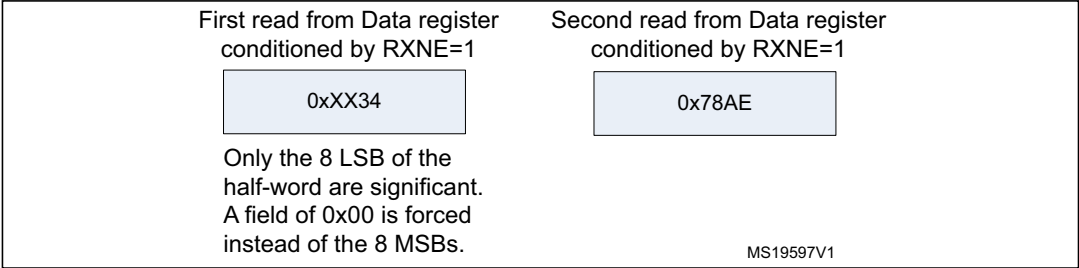 First read from Data register
conditioned by RXNE=1
0xXX34
Only the 8 LSB of the
half-word are significant.
A field of 0x00 is forced
instead of the 8 MSBs.
Second read from Data register
conditioned by RXNE=1
0x78AE
MS19597V1